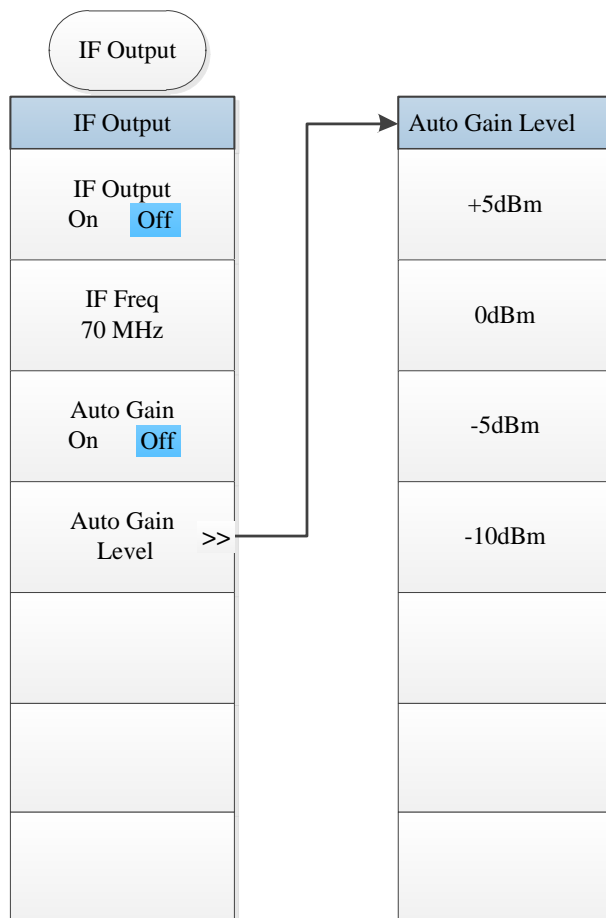 IF Output
IF Output
IF Output
On Off
IF Freq
70 MHz
Auto Gain
On Off
Auto Gain
Level >>
Auto Gain Level
+5dBm
0dBm
-5dBm
-10dBm